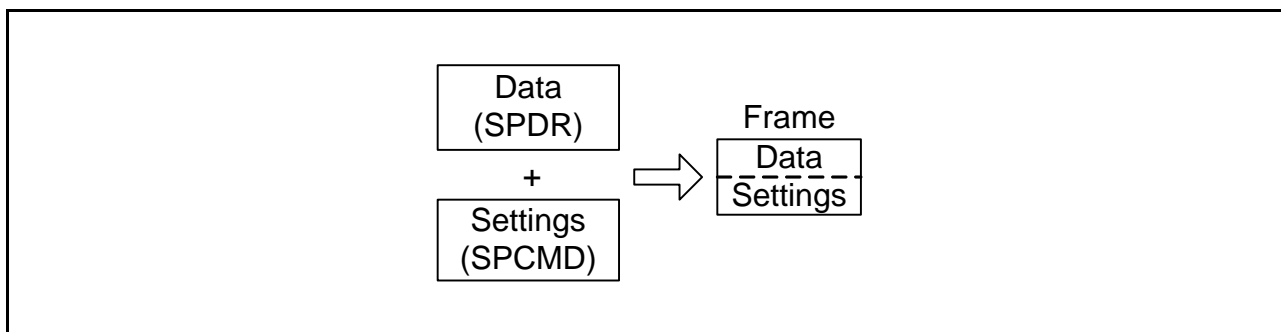 Data
(SPDR)
+
Settings
(SPCMD)
Frame
Data
Settings